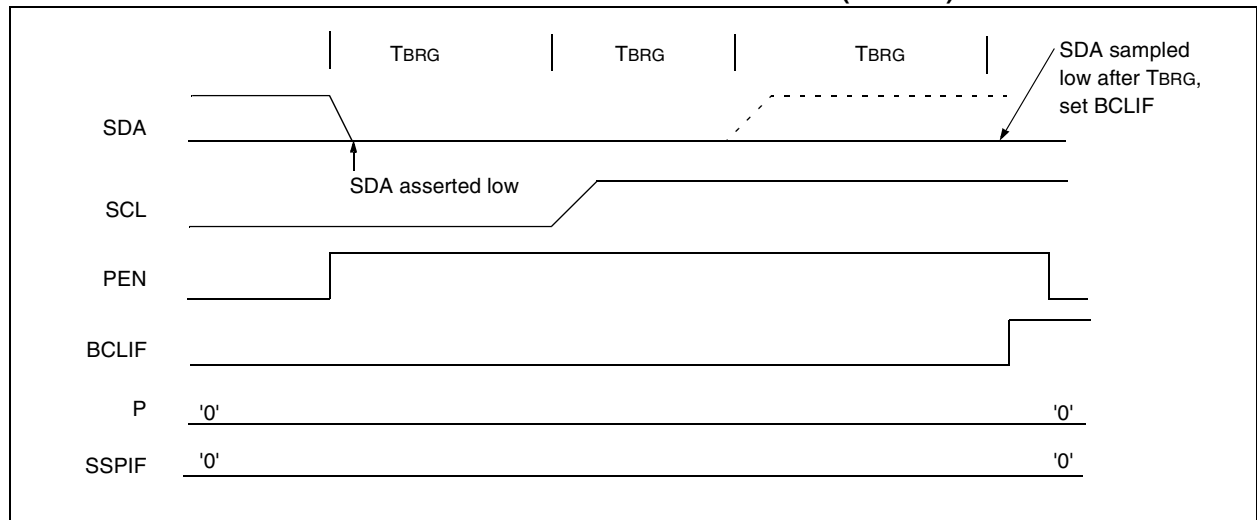 TBRG TBRG TBRG
SDA sampled
low after TBRG,
set BCLIF
SDA
SDA asserted low
SCL
PEN
BCLIF
P '0' '0'
SSPIF '0' '0'